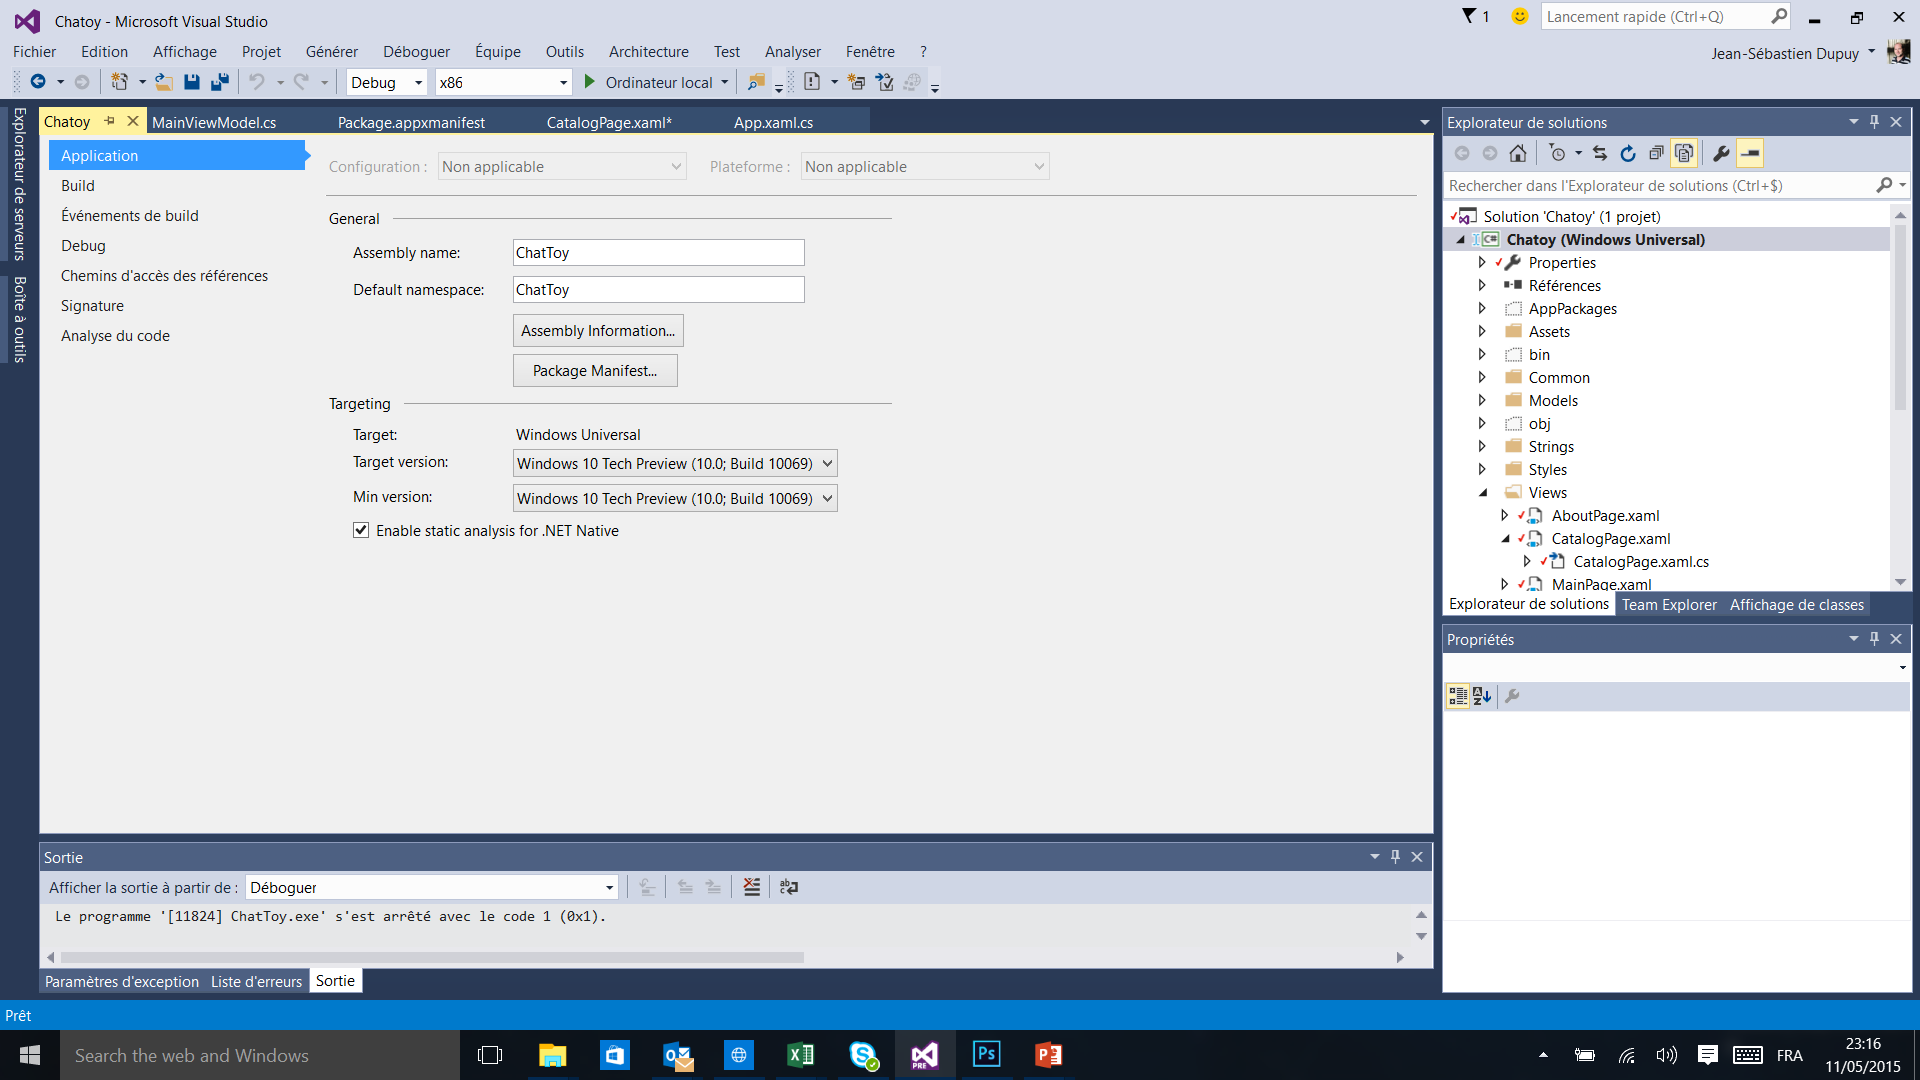 Chatoy - Microsoft Visual Studio
1
Lancement rapide (Ctrl+Q)
Fichier Edition Affichage Projet Générer Déboguer Équipe Outils Architecture Test Analyser Fenêtre ?
Jean-Sébastien Dupuy
Debug x86 Ordinateur local
Explorateur de serveurs
Boîte à outils
Chatoy MainViewModel.cs Package.appxmanifest CatalogPage.xaml* App.xaml.cs
Application
Build
Événements de build
Debug
Chemins d'accès des références
Signature
Analyse du code
Configuration : Non applicable Plateforme : Non applicable
General
Assembly name: ChatToy
Default namespace: ChatToy
Assembly Information...
Package Manifest...
Targeting
Target: Windows Universal
Target version: Windows 10 Tech Preview (10.0; Build 10069)
Min version: Windows 10 Tech Preview (10.0; Build 10069)
Enable static analysis for .NET Native
Explorateur de solutions
Rechercher dans l'Explorateur de solutions (Ctrl+$)
Solution 'Chatoy' (1 projet)
C# Chatoy (Windows Universal)
Properties
Références
AppPackages
Assets
bin
Common
Models
obj
Strings
Styles
Views
AboutPage.xaml
CatalogPage.xaml
CatalogPage.xaml.cs
MainPage.xaml
Explorateur de solutions Team Explorer Affichage de classes
Propriétés
Sortie
Afficher la sortie à partir de : Déboguer
Le programme '[11824] ChatToy.exe' s'est arrêté avec le code 1 (0x1).
Paramètres d'exception Liste d'erreurs Sortie
Prêt
Search the web and Windows
PRE
Ps
FRA
23:16
11/05/2015